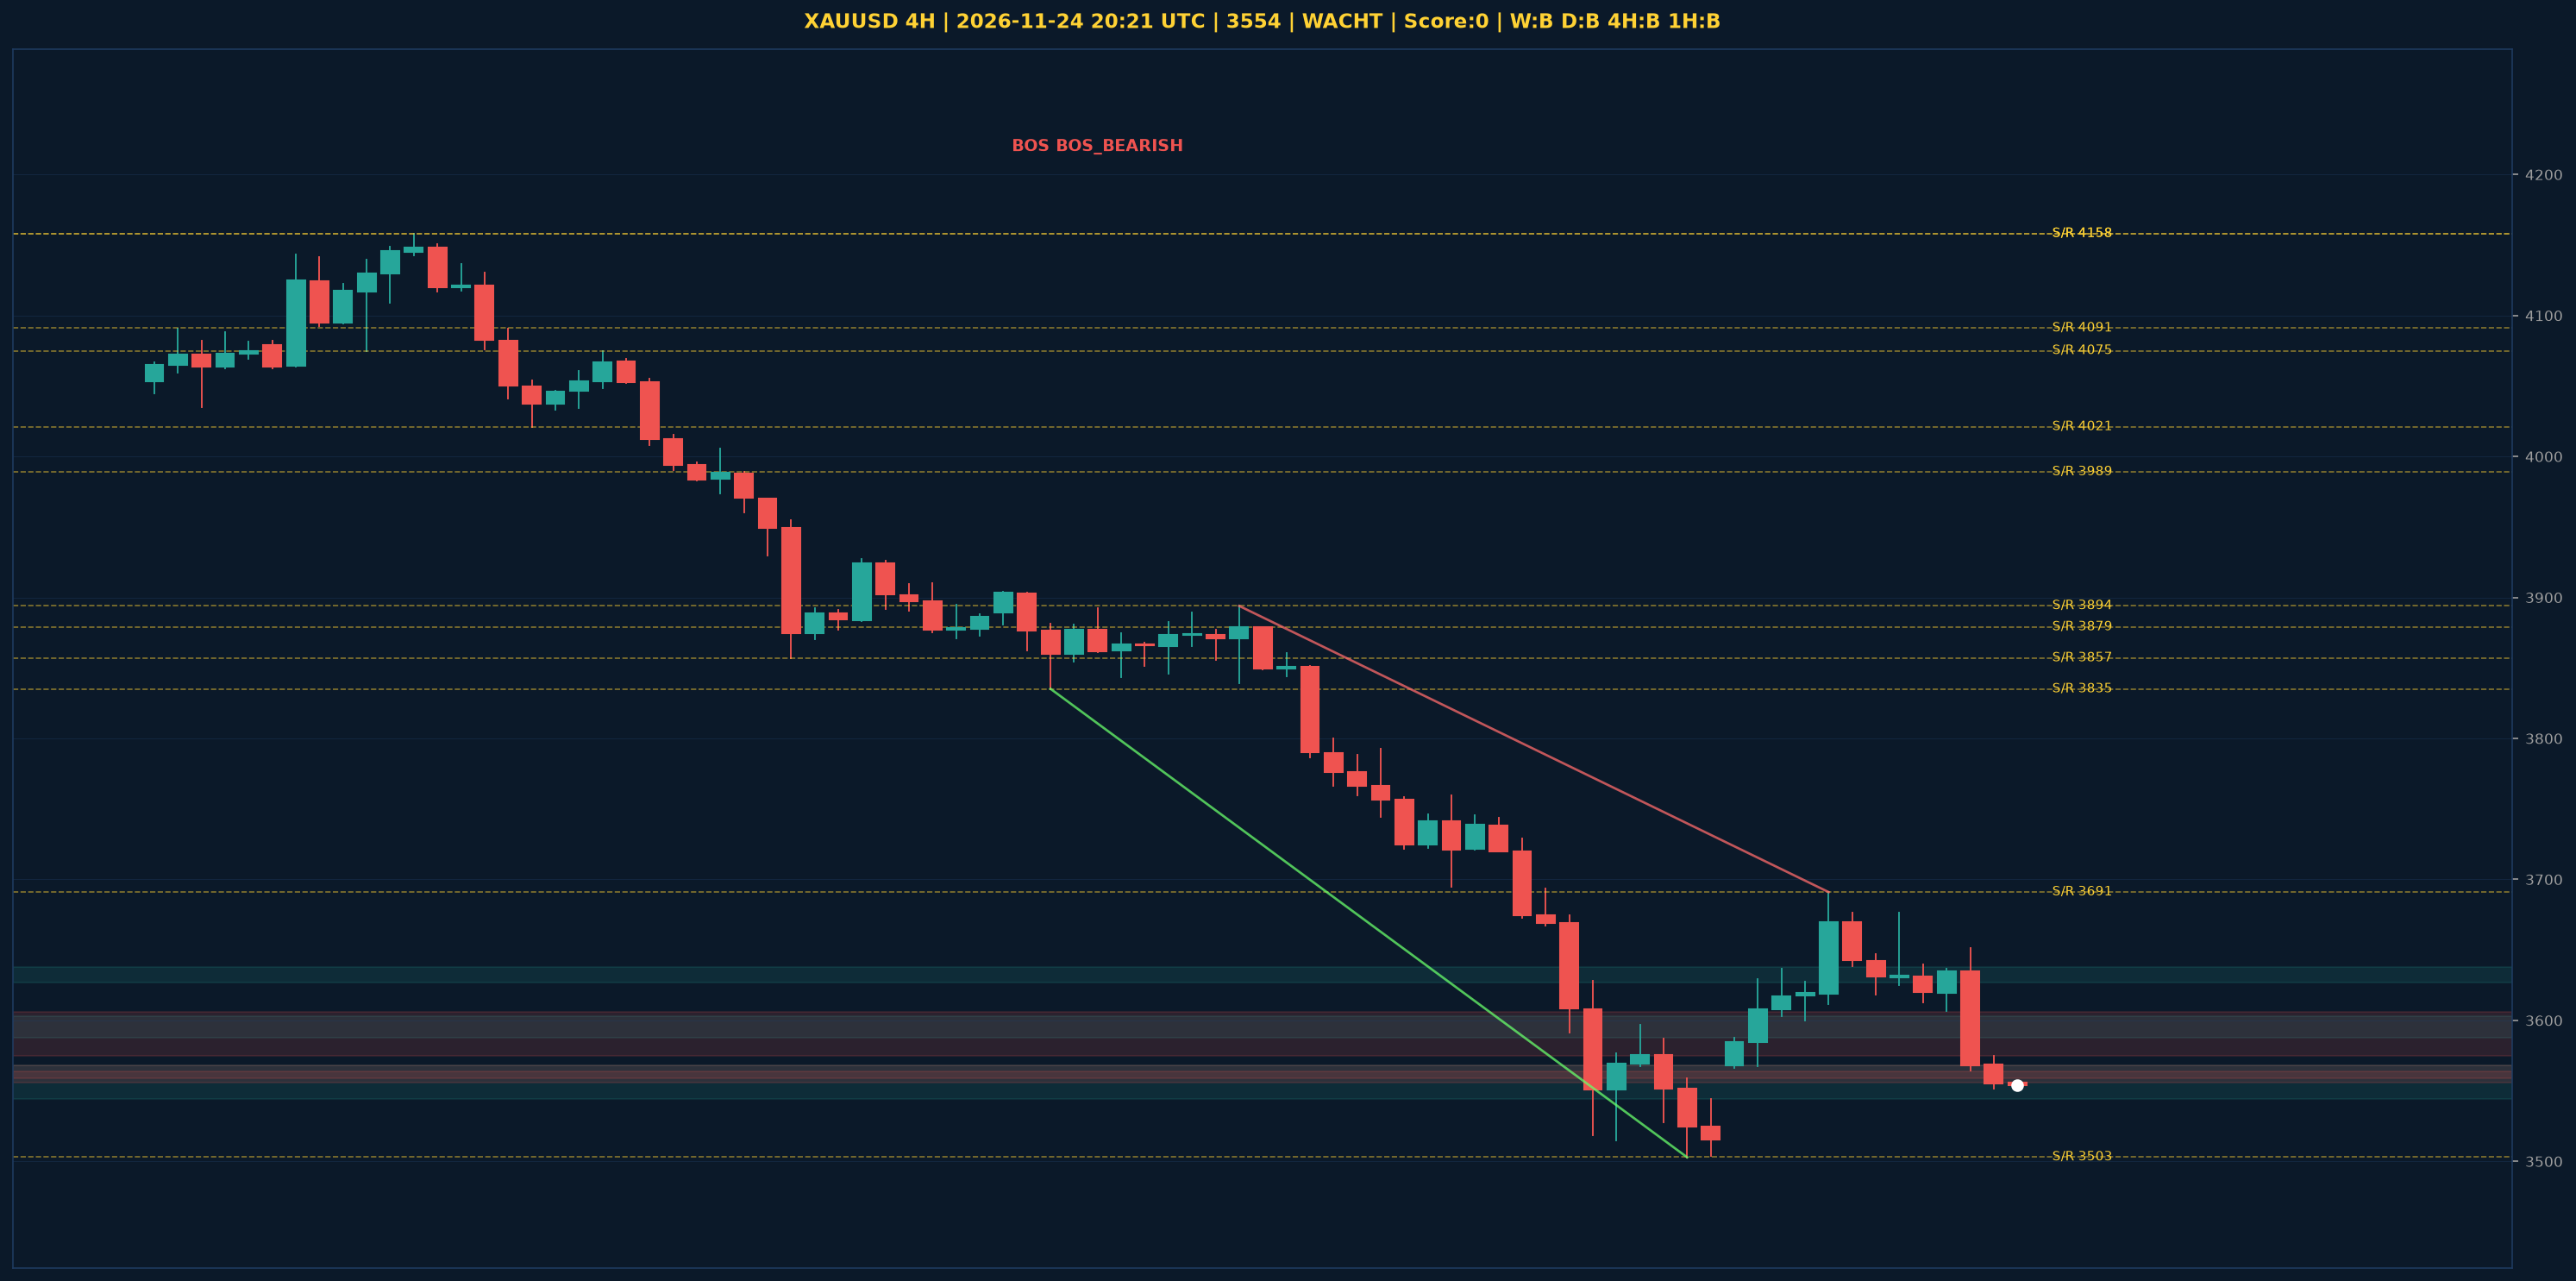 XAUUSD 4H | 2026-11-24 20:21 UTC | 3554 | WACHT | Score:0 | W:B D:B 4H:B 1H:B
BOS BOS_BEARISH
4200
S/R 4158
4100
S/R 4091
S/R 4075
S/R 4021
4000
S/R 3989
3900
S/R 3894
S/R 3879
S/R 3857
S/R 3835
3800
3700
S/R 3691
3600
S/R 3503
3500